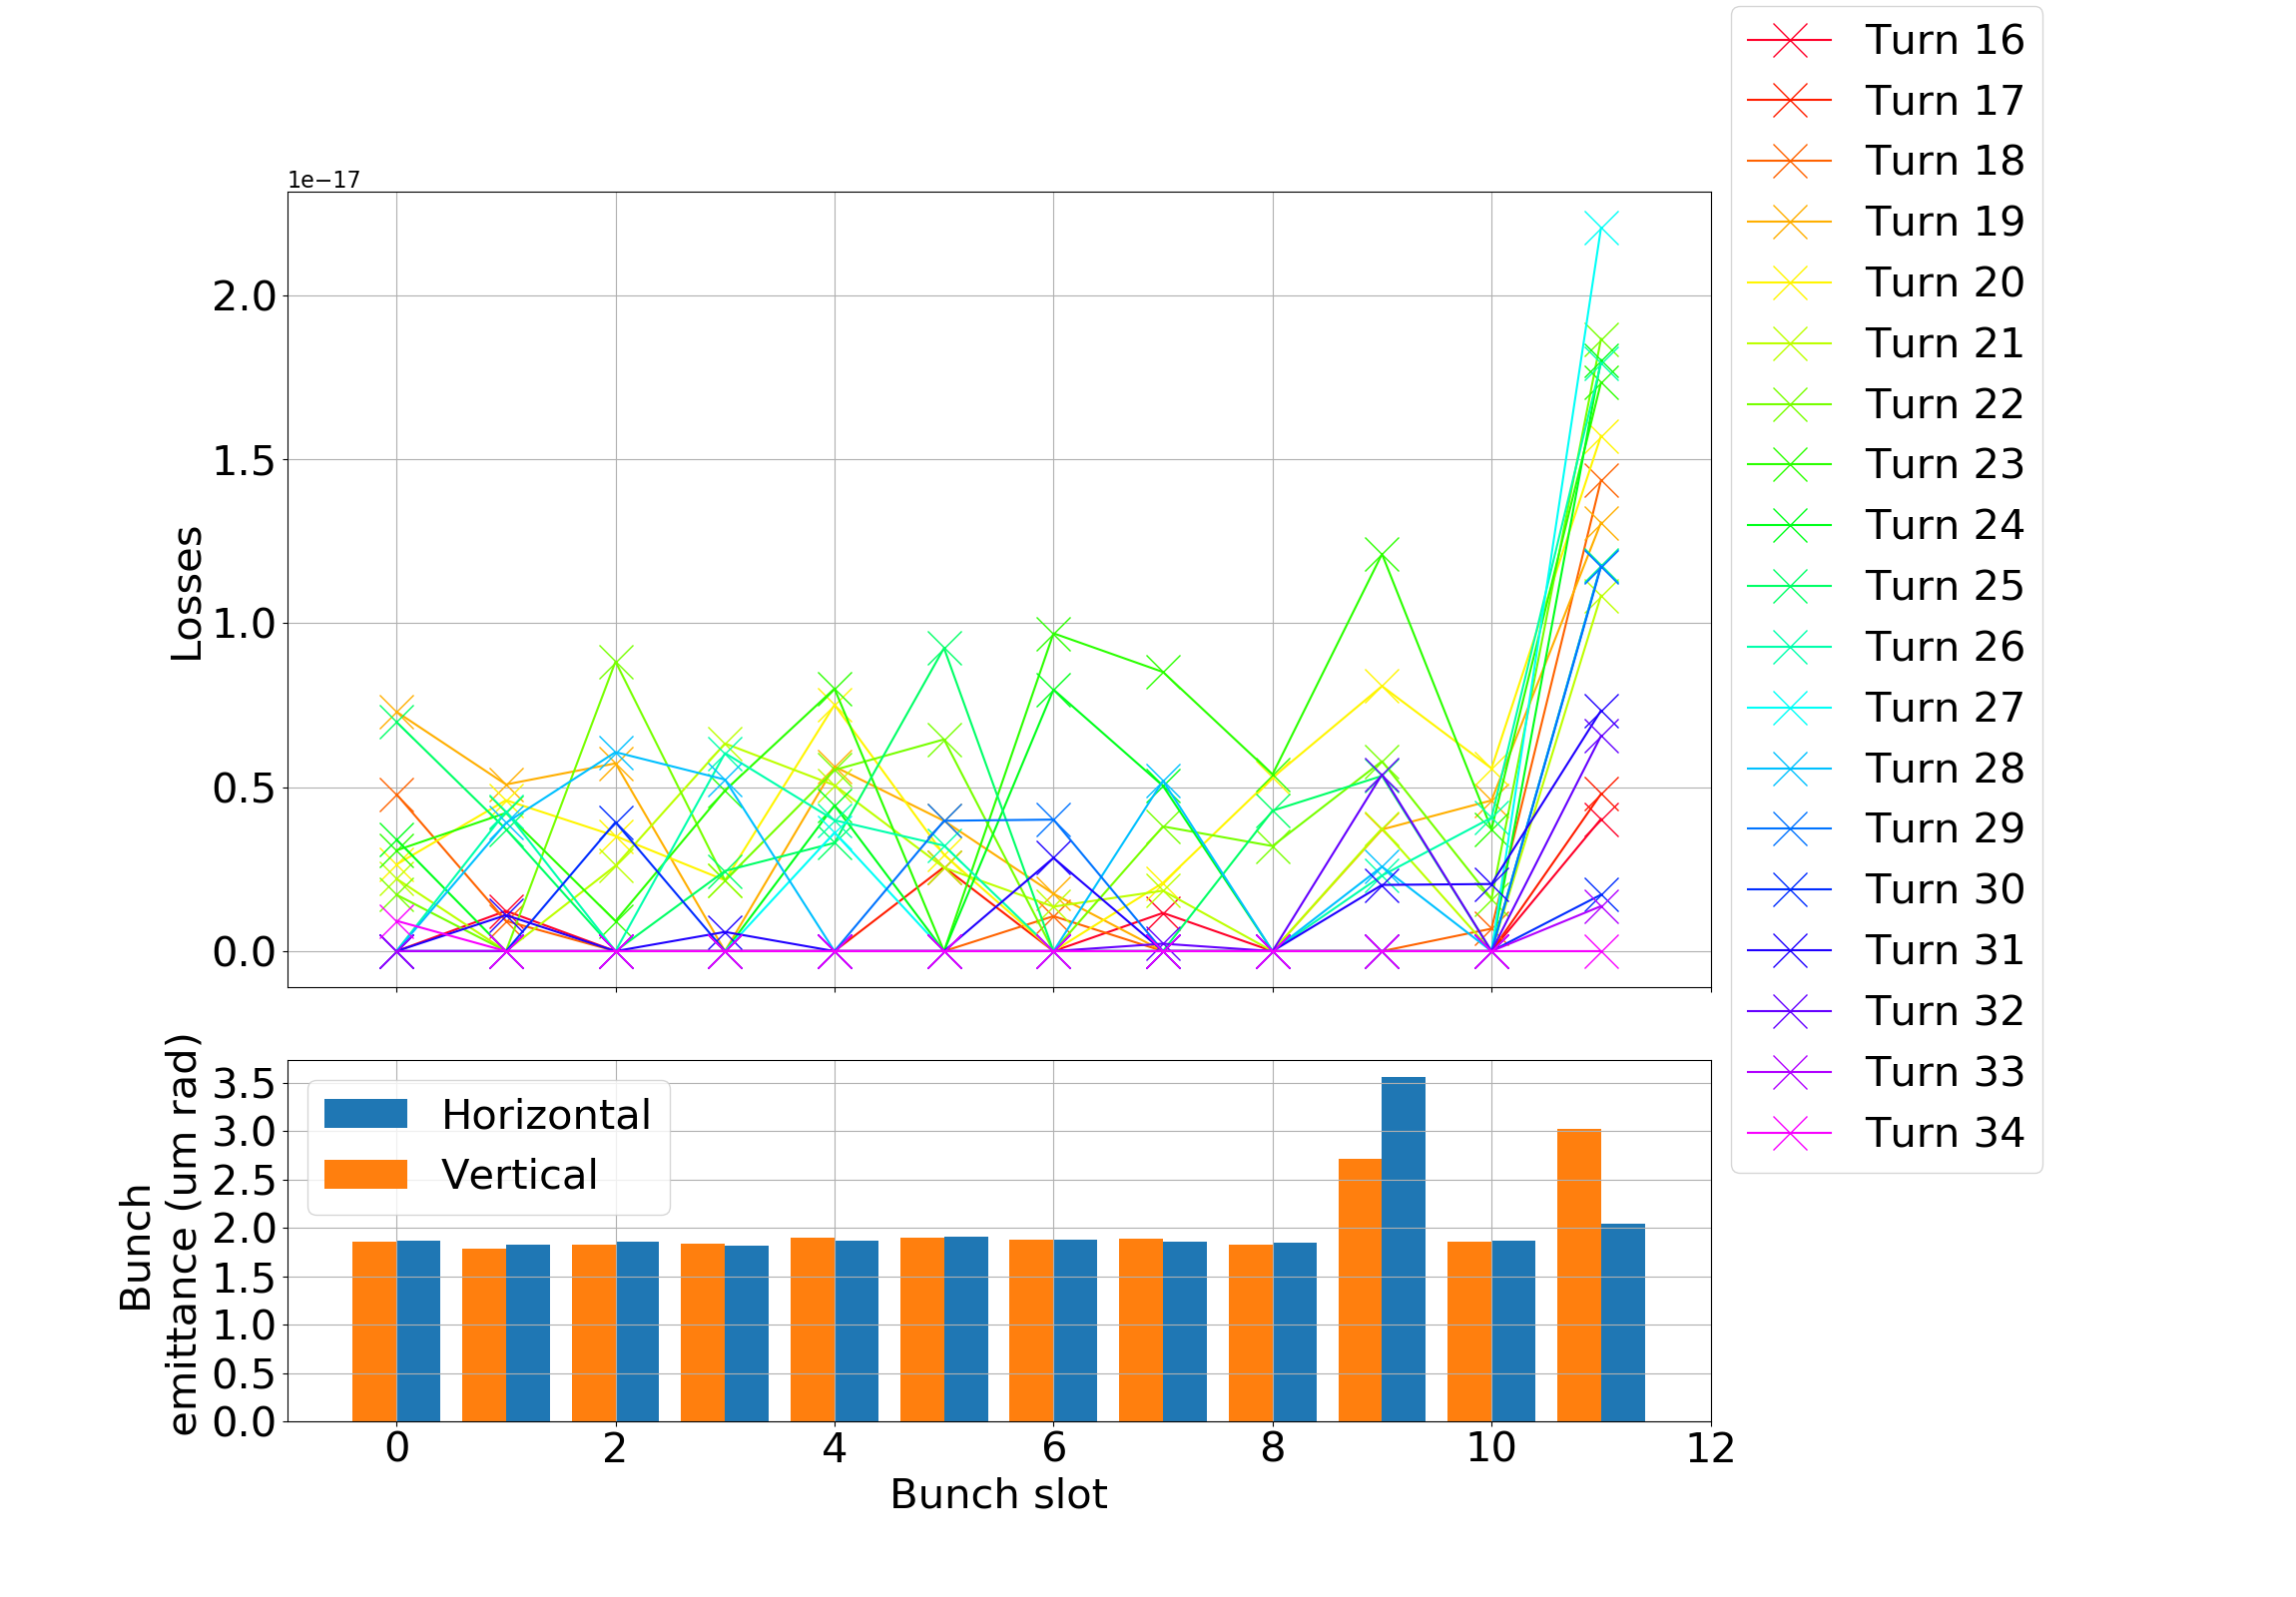 1e−17
2.0
1.5
1.0
0.5
0.0
Losses
Turn 16
Turn 17
Turn 18
Turn 19
Turn 20
Turn 21
Turn 22
Turn 23
Turn 24
Turn 25
Turn 26
Turn 27
Turn 28
Turn 29
Turn 30
Turn 31
Turn 32
Turn 33
Turn 34
Bunch
emittance (um rad)
3.5
3.0
2.5
2.0
1.5
1.0
0.5
0.0
Horizontal
Vertical
0 2 4 6 8 10 12
Bunch slot